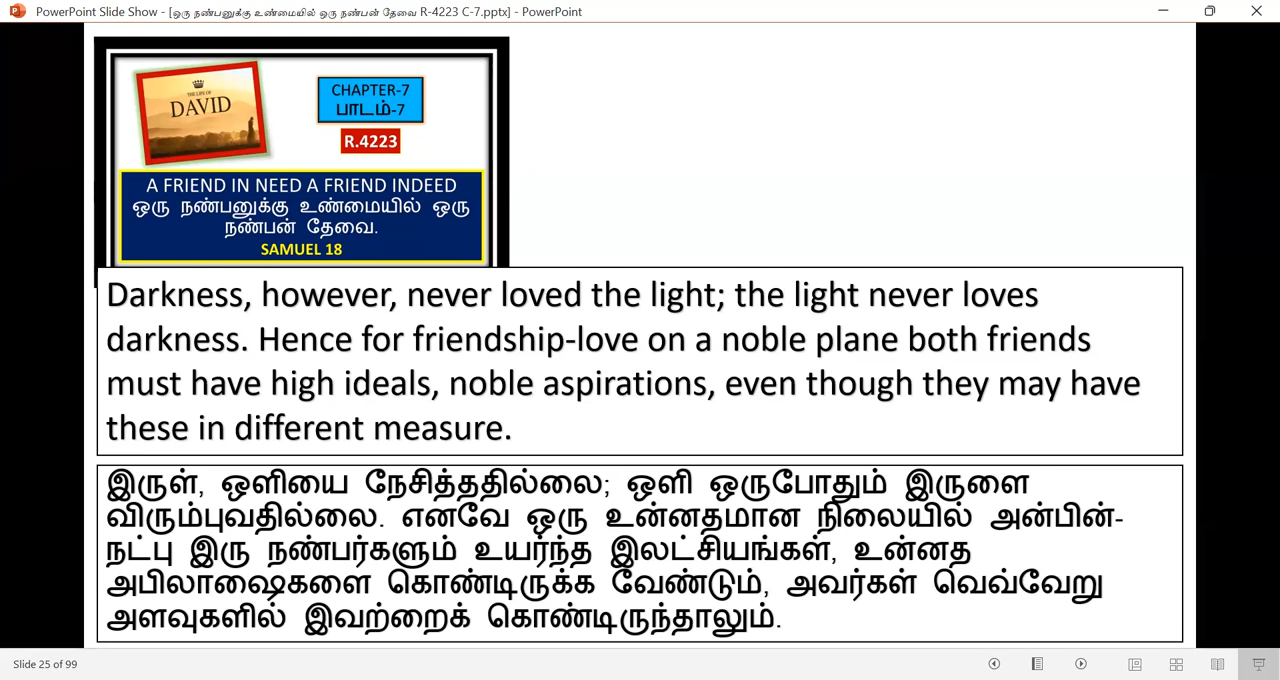 PowerPoint Slide Show - [ஒரு நண்பனுக்கு உண்மையில் ஒரு நண்பன் தேவை R-4223 C-7.pptx] - PowerPoint
THE LIFE OF
DAVID
CHAPTER-7
பாடம்-7
R.4223
A FRIEND IN NEED A FRIEND INDEED
ஒரு நண்பனுக்கு உண்மையில் ஒரு
நண்பன் தேவை.
SAMUEL 18
Darkness, however, never loved the light; the light never loves
darkness. Hence for friendship-love on a noble plane both friends
must have high ideals, noble aspirations, even though they may have
these in different measure.
இருள், ஒளியை நேசித்ததில்லை; ஒளி ஒருபோதும் இருளை
விரும்புவதில்லை. எனவே ஒரு உன்னதமான நிலையில் அன்பின்-
நட்பு இரு நண்பர்களும் உயர்ந்த இலட்சியங்கள், உன்னத
அபிலாஷைகளை கொண்டிருக்க வேண்டும், அவர்கள் வெவ்வேறு
அளவுகளில் இவற்றைக் கொண்டிருந்தாலும்.
Slide 25 of 99